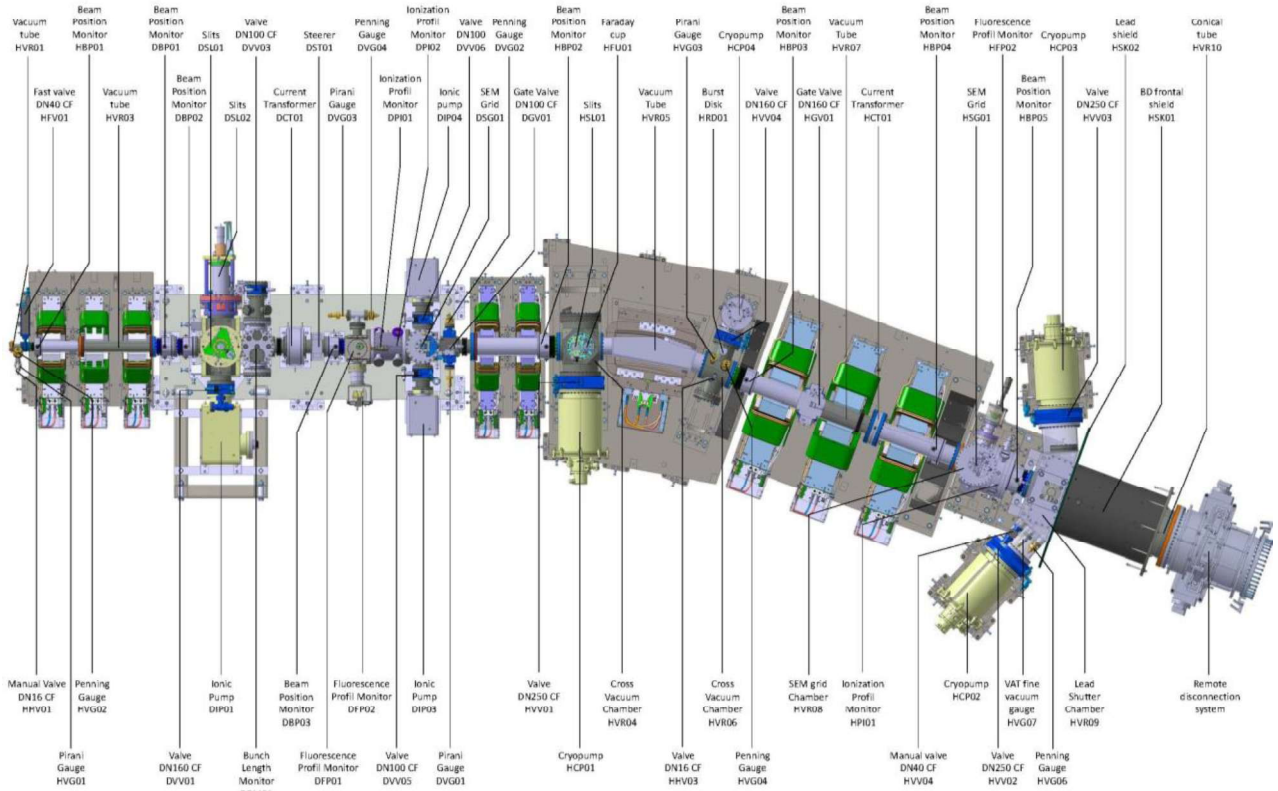 Vacuum
tube
HVR01
Beam
Position
Monitor
HBP01
Beam
Position
Monitor
DBP01
Slits
DSL01
Valve
DN100 CF
DVV03
Steerer
DST01
Penning
Gauge
DVG04
Ionization
Profil
Monitor
DPI02
Valve
DN100
DVV06
Penning
Gauge
DVG02
Beam
Position
Monitor
HBP02
Faraday
cup
HFU01
Pirani
Gauge
HVG03
Cryopump
HCP04
Beam
Position
Monitor
HBP03
Vacuum
Tube
HVR07
Beam
Position
Monitor
HBP04
Fluorescence
Profil Monitor
HFP02
Cryopump
HCP03
Lead
shield
HSK02
Conical
tube
HVR10
Fast valve
DN40 CF
HFV01
Vacuum
tube
HVR03
Beam
Position
Monitor
DBP02
Slits
DSL02
Current
Transformer
DCT01
Pirani
Gauge
DVG03
Ionization
Profil
Monitor
DPI01
Ionic
pump
DIP04
SEM
Grid
DSG01
Gate Valve
DN100 CF
DGV01
Slits
HSL01
Vacuum
Tube
HVR05
Burst
Disk
HRD01
Valve
DN160 CF
HVV04
Gate Valve
DN160 CF
HGV01
Current
Transformer
HCT01
SEM
Grid
HSG01
Beam
Position
Monitor
HBP05
Valve
DN250 CF
HVV03
BD frontal
shield
HSK01
Manual Valve
DN16 CF
HHV01
Penning
Gauge
HVG02
Ionic
Pump
DIP01
Beam
Position
Monitor
DBP03
Fluorescence
Profil Monitor
DFP02
Ionic
Pump
DIP03
Valve
DN250 CF
HVV01
Cross
Vacuum
Chamber
HVR04
Cross
Vacuum
Chamber
HVR06
SEM grid
Chamber
HVR08
Ionization
Profil
Monitor
HPI01
Cryopump
HCP02
VAT fine
vacuum
gauge
HVG07
Lead
Shutter
Chamber
HVR09
Remote
disconnection
system
Pirani
Gauge
HVG01
Valve
DN160 CF
DVV01
Bunch
Length
Monitor
Fluorescence
Profil Monitor
DFP01
Valve
DN100 CF
DVV05
Pirani
Gauge
DVG01
Cryopump
HCP01
Valve
DN16 CF
HHV03
Penning
Gauge
HVG04
Manual valve
DN40 CF
HVV04
Valve
DN250 CF
HVV02
Penning
Gauge
HVG06